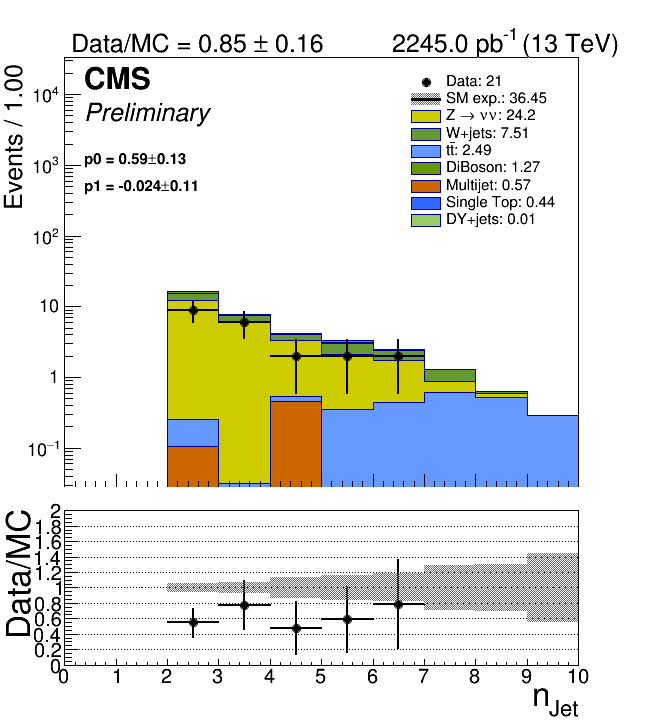 Data/MC = 0.85 ± 0.16 2245.0 pb⁻¹ (13 TeV)
Events / 1.00
CMS
Preliminary
p0 = 0.59±0.13
p1 = -0.024±0.11
Data: 21
SM exp.: 36.45
Z → νν: 24.2
W+jets: 7.51
tt̄: 2.49
DiBoson: 1.27
Multijet: 0.57
Single Top: 0.44
DY+jets: 0.01
10⁴
10³
10²
10
1
10⁻¹
Data/MC
2
1.8
1.6
1.4
1.2
1
0.8
0.6
0.4
0.2
0
0 1 2 3 4 5 6 7 8 9 10
n_Jet